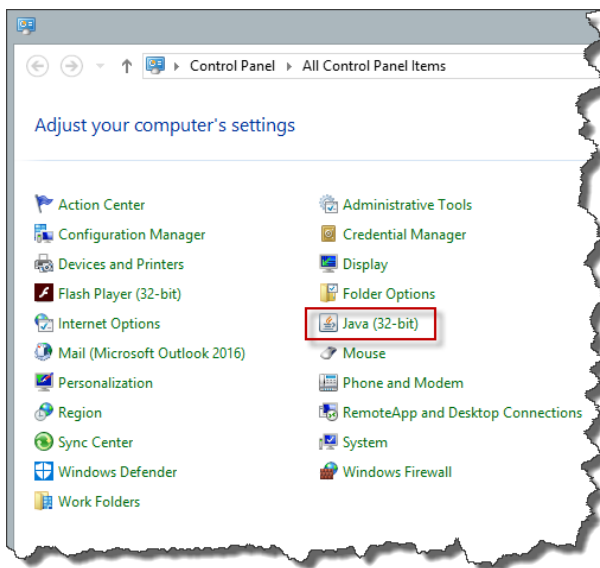 Control Panel All Control Panel Items
Adjust your computer's settings
Action Center Administrative Tools
Configuration Manager Credential Manager
Devices and Printers Display
Flash Player (32-bit) Folder Options
Internet Options Java (32-bit)
Mail (Microsoft Outlook 2016) Mouse
Personalization Phone and Modem
Region RemoteApp and Desktop Connections
Sync Center System
Windows Defender Windows Firewall
Work Folders